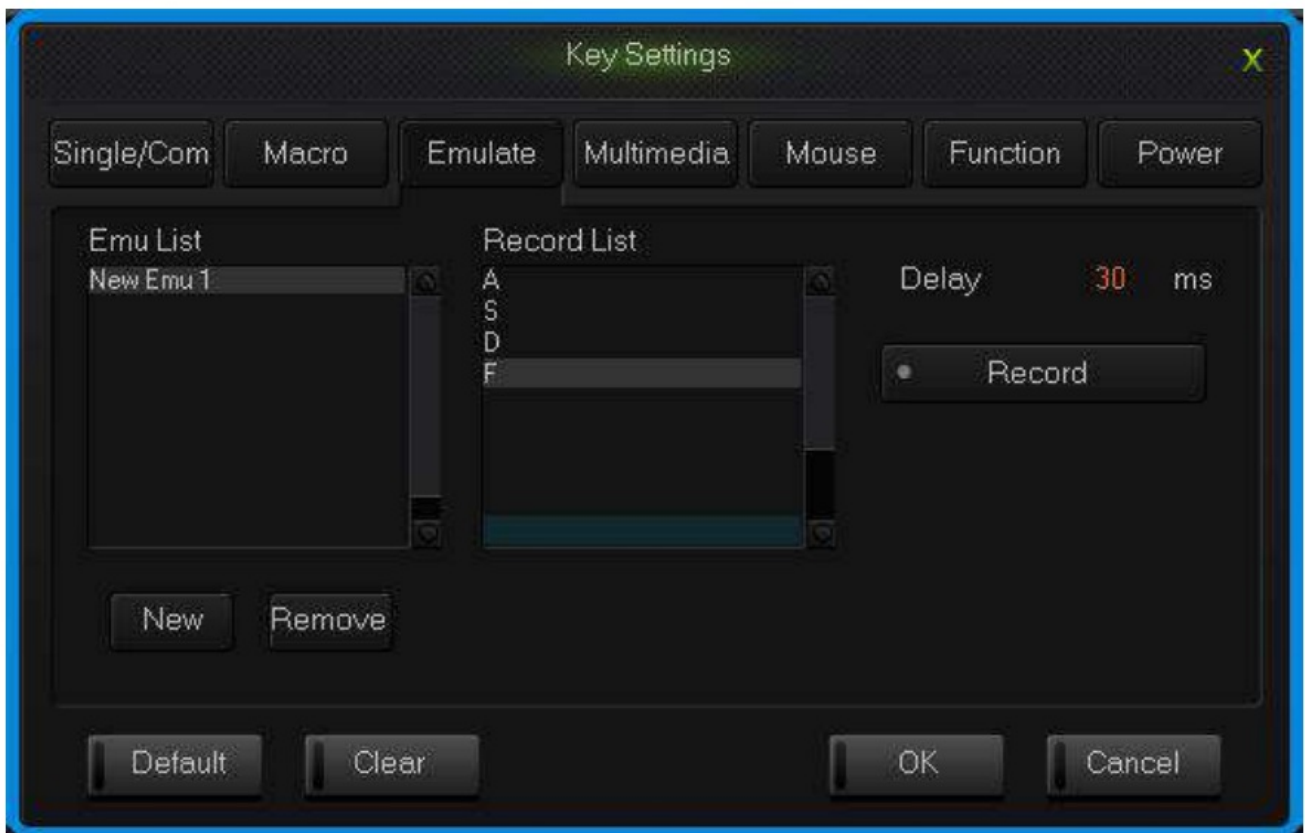 Key Settings
X
Single/Com Macro Emulate Multimedia Mouse Function Power
Emu List
New Emu 1
Record List
A
S
D
F
Delay 30 ms
Record
New Remove
Default Clear OK Cancel